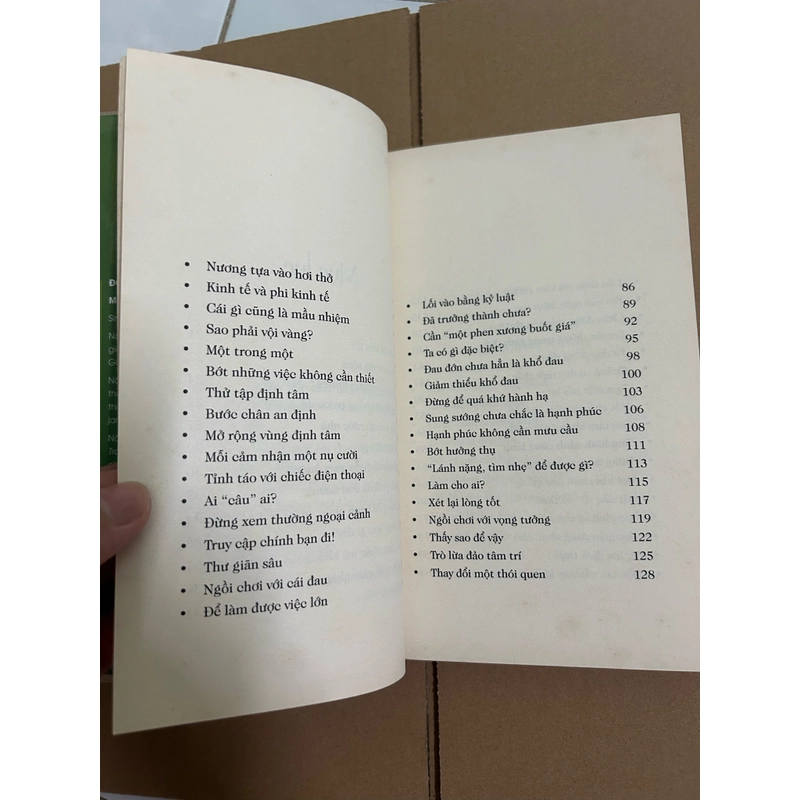 • Nương tựa vào hơi thở
• Kinh tế và phi kinh tế
• Cái gì cũng là mầu nhiệm
• Sao phải vội vàng?
• Một trong một
• Bớt những việc không cần thiết
• Thử tập định tâm
• Bước chân an định
• Mở rộng vùng định tâm
• Mỗi cảm nhận một nụ cười
• Tỉnh táo với chiếc điện thoại
• Ai “câu” ai?
• Đừng xem thường ngoại cảnh
• Truy cập chính bạn đi!
• Thư giãn sâu
• Ngồi chơi với cái đau
• Để làm được việc lớn
• Lối vào bằng kỷ luật 86
• Đã trưởng thành chưa? 89
• Cần “một phen xương buốt giá” 92
• Ta có gì đặc biệt? 95
• Đau đớn chưa hẳn là khổ đau 98
• Giảm thiểu khổ đau 100
• Đừng để quá khứ hành hạ 103
• Sung sướng chưa chắc là hạnh phúc 106
• Hạnh phúc không cần mưu cầu 108
• Bớt hưởng thụ 111
• “Lánh nặng, tìm nhẹ” để được gì? 113
• Làm cho ai? 115
• Xét lại lòng tốt 117
• Ngồi chơi với vọng tưởng 119
• Thấy sao để vậy 122
• Trò lừa đảo tâm trí 125
• Thay đổi một thói quen 128